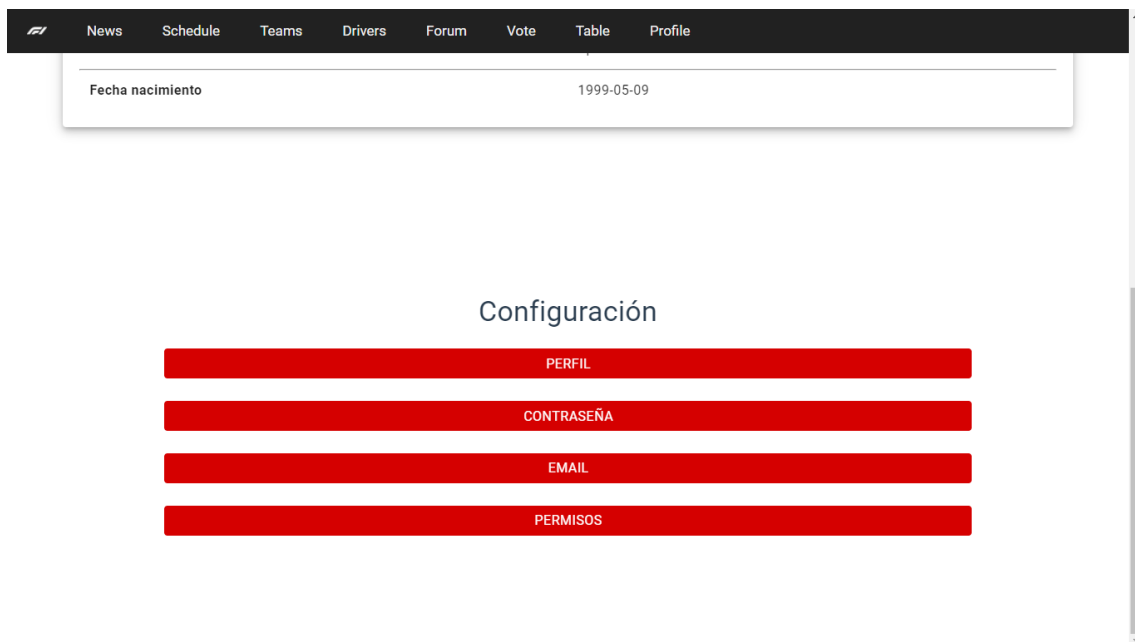 News Schedule Teams Drivers Forum Vote Table Profile
Fecha nacimiento 1999-05-09
Configuración
PERFIL
CONTRASEÑA
EMAIL
PERMISOS